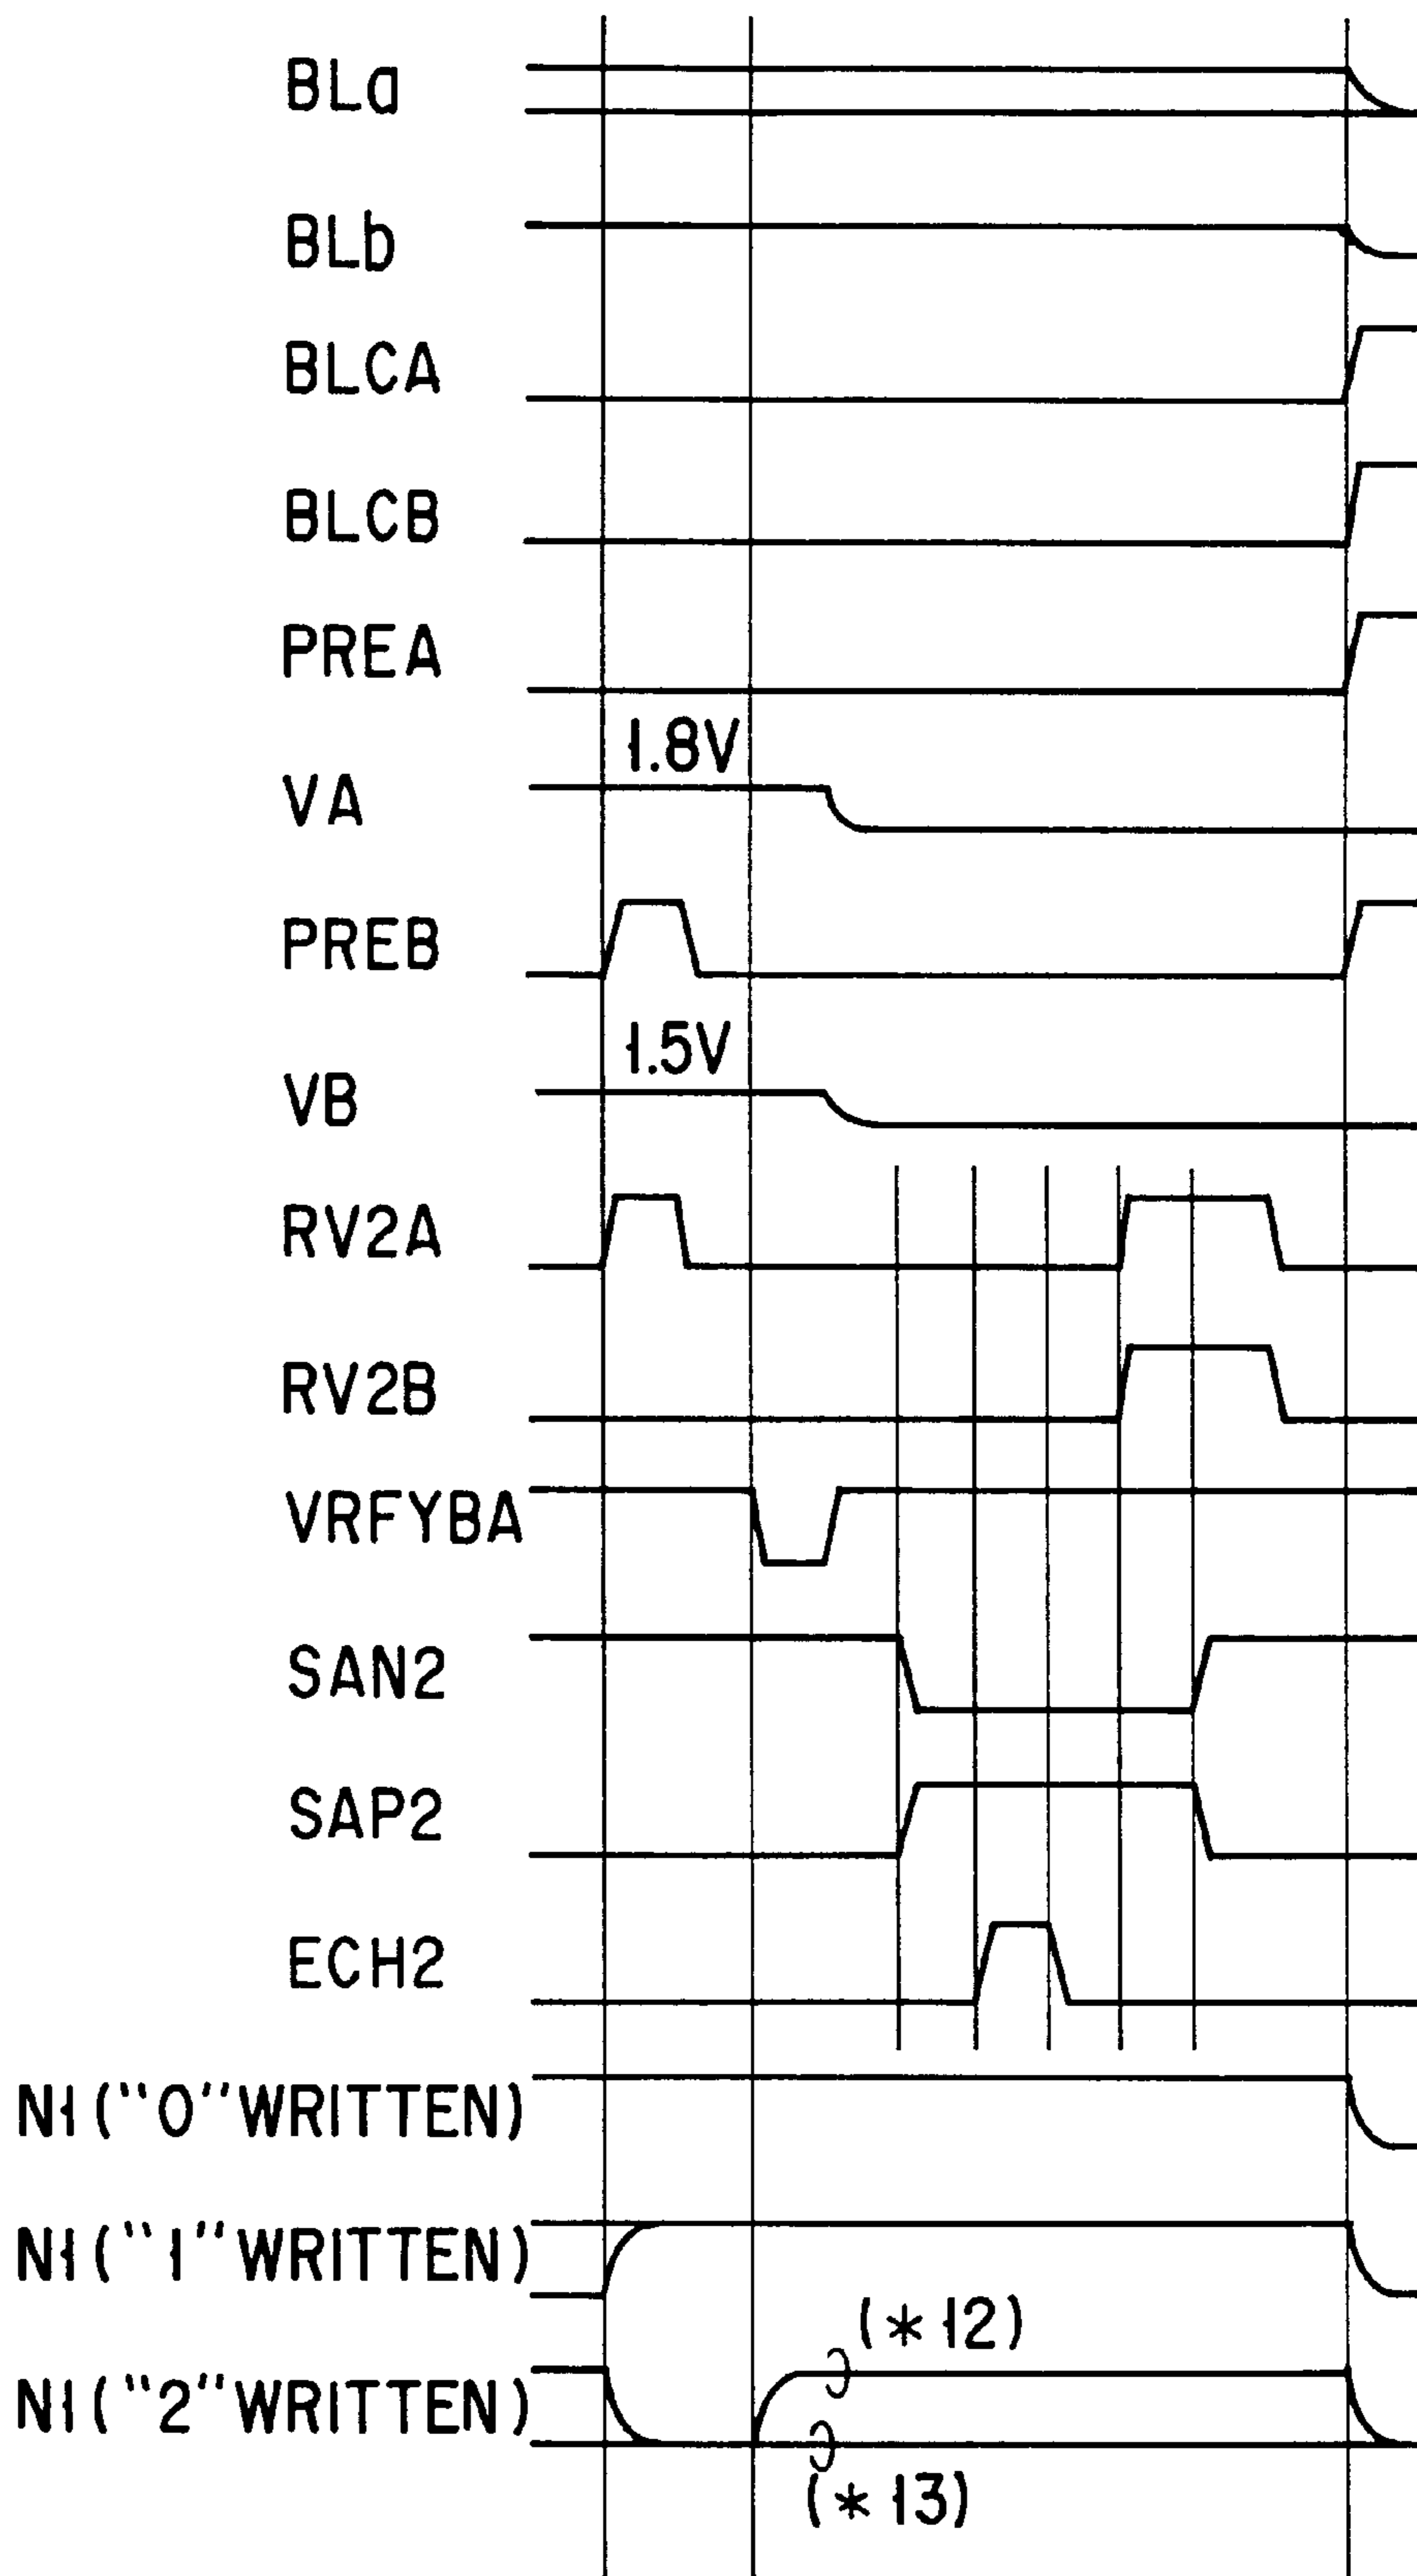 BLa
BLb
BLCA
BLCB
PREA
1.8V
VA
PREB
1.5V
VB
RV2A
RV2B
VRFYBA
SAN2
SAP2
ECH2
N1("0"WRITTEN)
N1("1"WRITTEN)
(*12)
N1("2"WRITTEN)
(*13)